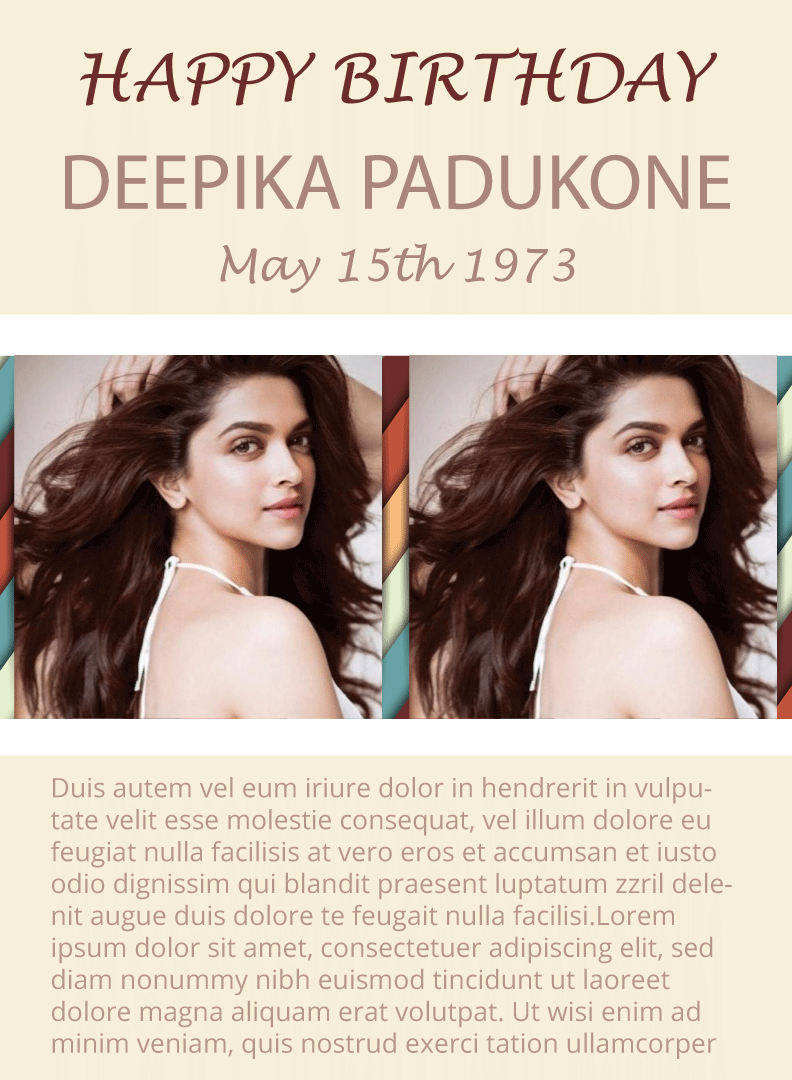 HAPPY BIRTHDAY
DEEPIKA PADUKONE
May 15th 1973
Duis autem vel eum iriure dolor in hendrerit in vulpu-
tate velit esse molestie consequat, vel illum dolore eu
feugiat nulla facilisis at vero eros et accumsan et iusto
odio dignissim qui blandit praesent luptatum zzril dele-
nit augue duis dolore te feugait nulla facilisi.Lorem
ipsum dolor sit amet, consectetuer adipiscing elit, sed
diam nonummy nibh euismod tincidunt ut laoreet
dolore magna aliquam erat volutpat. Ut wisi enim ad
minim veniam, quis nostrud exerci tation ullamcorper